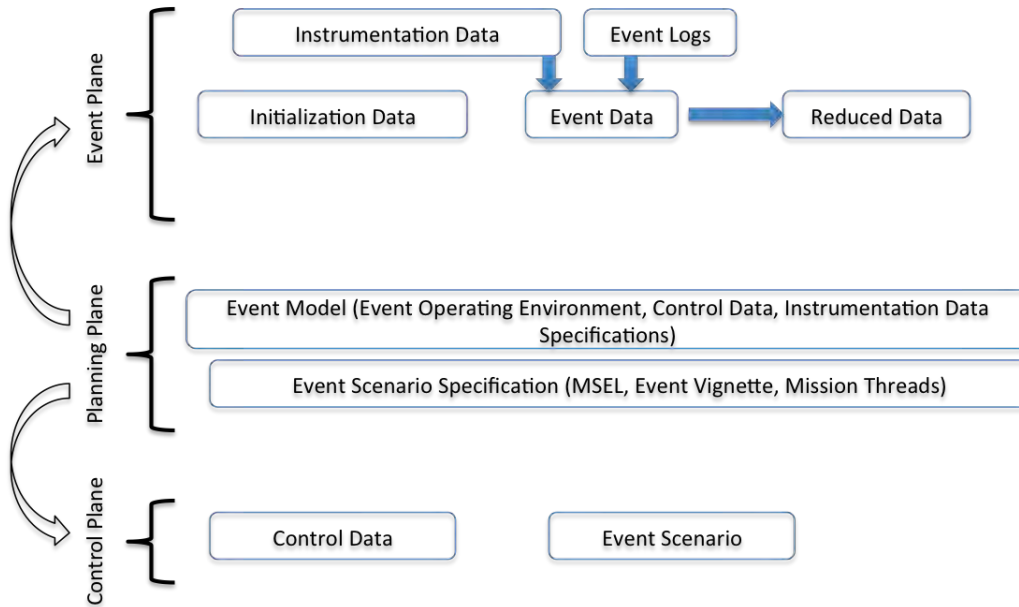 Event Plane
Instrumentation Data
Event Logs
Initialization Data
Event Data
Reduced Data
Planning Plane
Event Model (Event Operating Environment, Control Data, Instrumentation Data
Specifications)
Event Scenario Specification (MSEL, Event Vignette, Mission Threads)
Control Plane
Control Data
Event Scenario